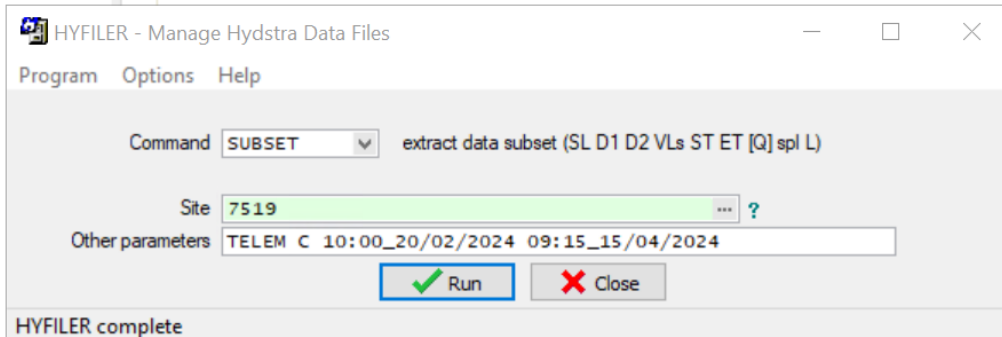 HYFILER - Manage Hydstra Data Files
Program Options Help
Command SUBSET extract data subset (SL D1 D2 VLs ST ET [Q] spl L)
Site 7519 ... ?
Other parameters TELEM C 10:00_20/02/2024 09:15_15/04/2024
Run Close
HYFILER complete